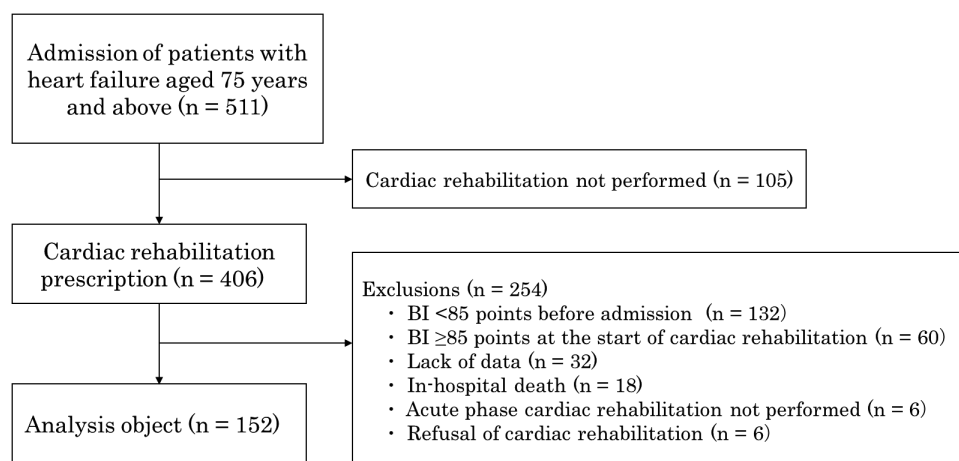 Admission of patients with
heart failure aged 75 years
and above (n = 511)
Cardiac rehabilitation not performed (n = 105)
Cardiac rehabilitation
prescription (n = 406)
Exclusions (n = 254)
・ BI <85 points before admission (n = 132)
・ BI ≥85 points at the start of cardiac rehabilitation (n = 60)
・ Lack of data (n = 32)
・ In-hospital death (n = 18)
・ Acute phase cardiac rehabilitation not performed (n = 6)
・ Refusal of cardiac rehabilitation (n = 6)
Analysis object (n = 152)